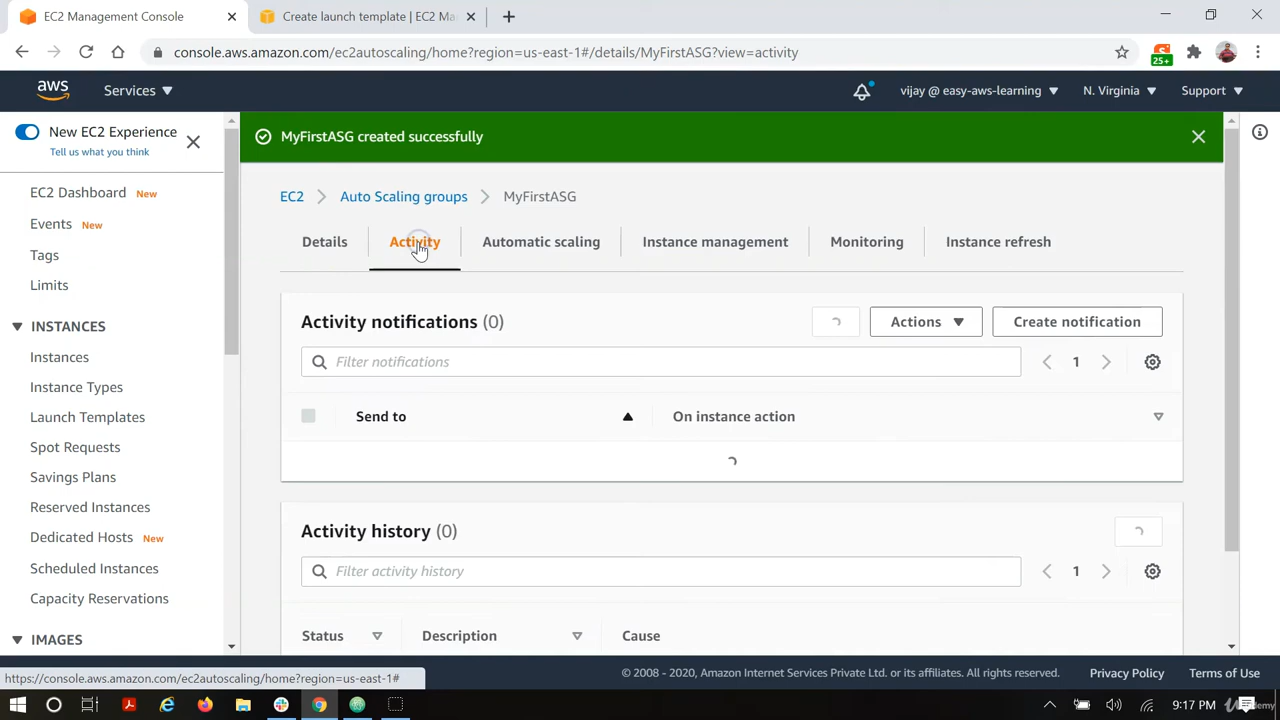 EC2 Management Console
Create launch template | EC2 Ma
console.aws.amazon.com/ec2autoscaling/home?region=us-east-1#/details/MyFirstASG?view=activity
25+
aws
Services
vijay @ easy-aws-learning
N. Virginia
Support
New EC2 Experience
Tell us what you think
MyFirstASG created successfully
EC2 Dashboard New
Events New
Tags
Limits
INSTANCES
Instances
Instance Types
Launch Templates
Spot Requests
Savings Plans
Reserved Instances
Dedicated Hosts New
Scheduled Instances
Capacity Reservations
IMAGES
EC2
Auto Scaling groups
MyFirstASG
Details
Activity
Automatic scaling
Instance management
Monitoring
Instance refresh
Activity notifications (0)
Actions
Create notification
Filter notifications
1
Send to
On instance action
Activity history (0)
Filter activity history
1
Status
Description
Cause
https://console.aws.amazon.com/ec2autoscaling/home?region=us-east-1#
© 2008 - 2020, Amazon Internet Services Private Ltd. or its affiliates. All rights reserved.
Privacy Policy
Terms of Use
9:17 PM